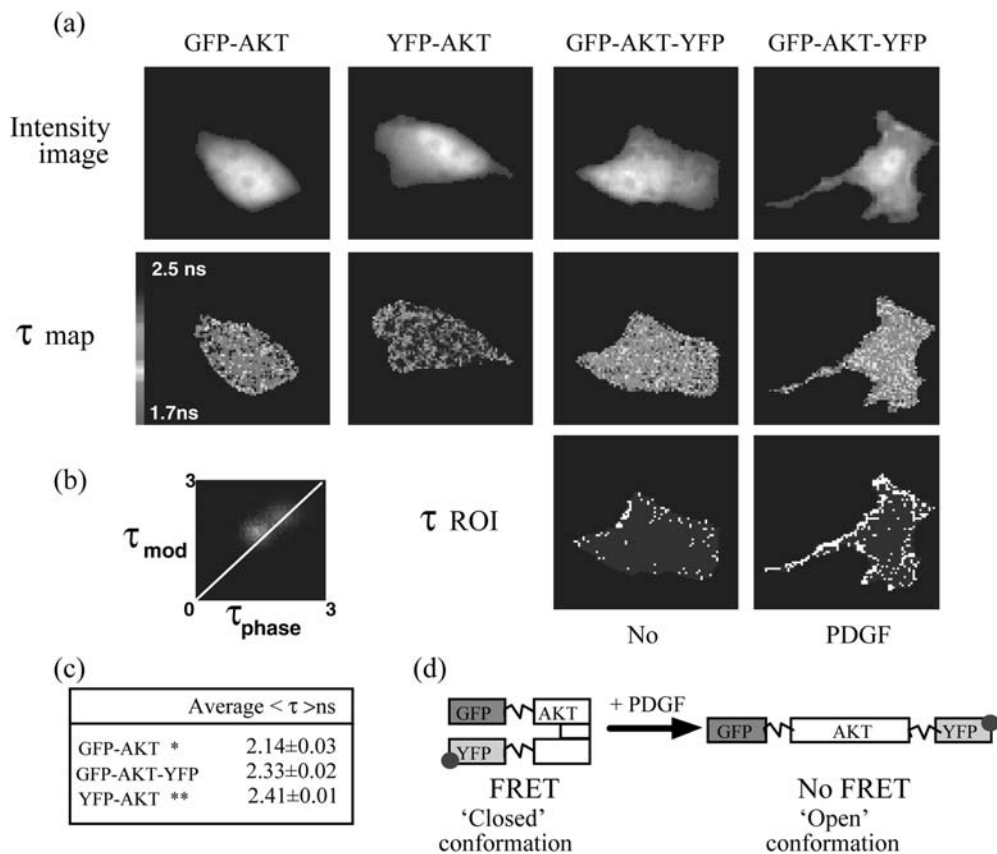 (a)
GFP-AKT YFP-AKT GFP-AKT-YFP GFP-AKT-YFP
Intensity
image
2.5 ns
τ map
1.7ns
(b)
3
τmod
0 τphase 3
τ ROI
No PDGF
(c)
Average < τ >ns
GFP-AKT * 2.14±0.03
GFP-AKT-YFP 2.33±0.02
YFP-AKT ** 2.41±0.01
(d)
GFP AKT
YFP
+ PDGF
GFP AKT YFP
FRET
'Closed'
conformation
No FRET
'Open'
conformation